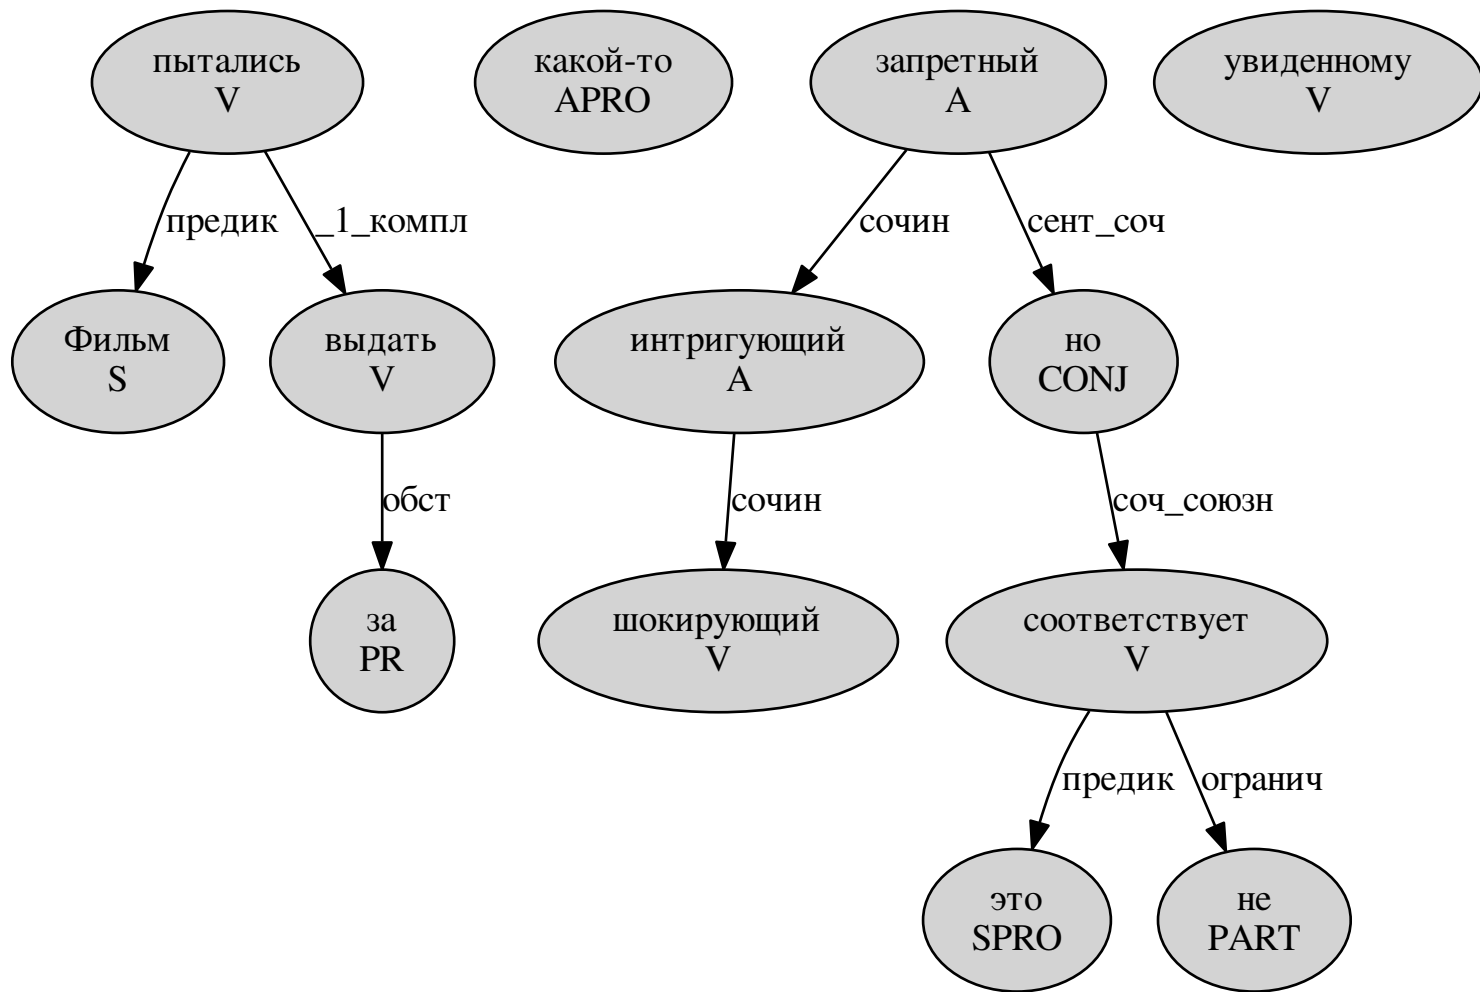 пытались
V
какой-то
APRO
запретный
A
увиденному
V
предик
_1_компл
сочин
сент_соч
Фильм
S
выдать
V
интригующий
A
но
CONJ
обст
сочин
соч_союзн
за
PR
шокирующий
V
соответствует
V
предик
огранич
это
SPRO
не
PART